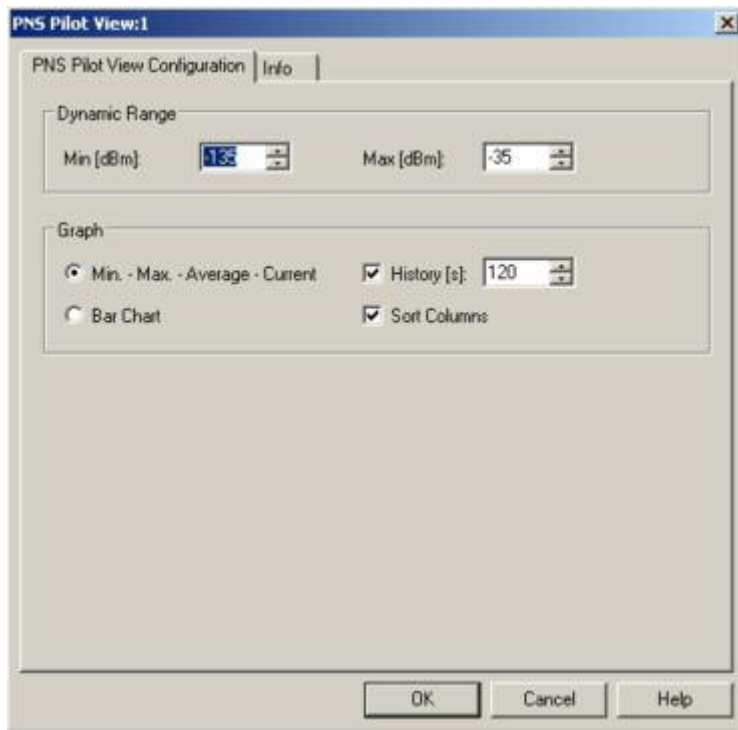 PNS Pilot View:1
PNS Pilot View Configuration Info
Dynamic Range
Min [dBm]: -135 Max [dBm]: -35
Graph
Min. - Max. - Average - Current History [s]: 120
Bar Chart Sort Columns
OK Cancel Help